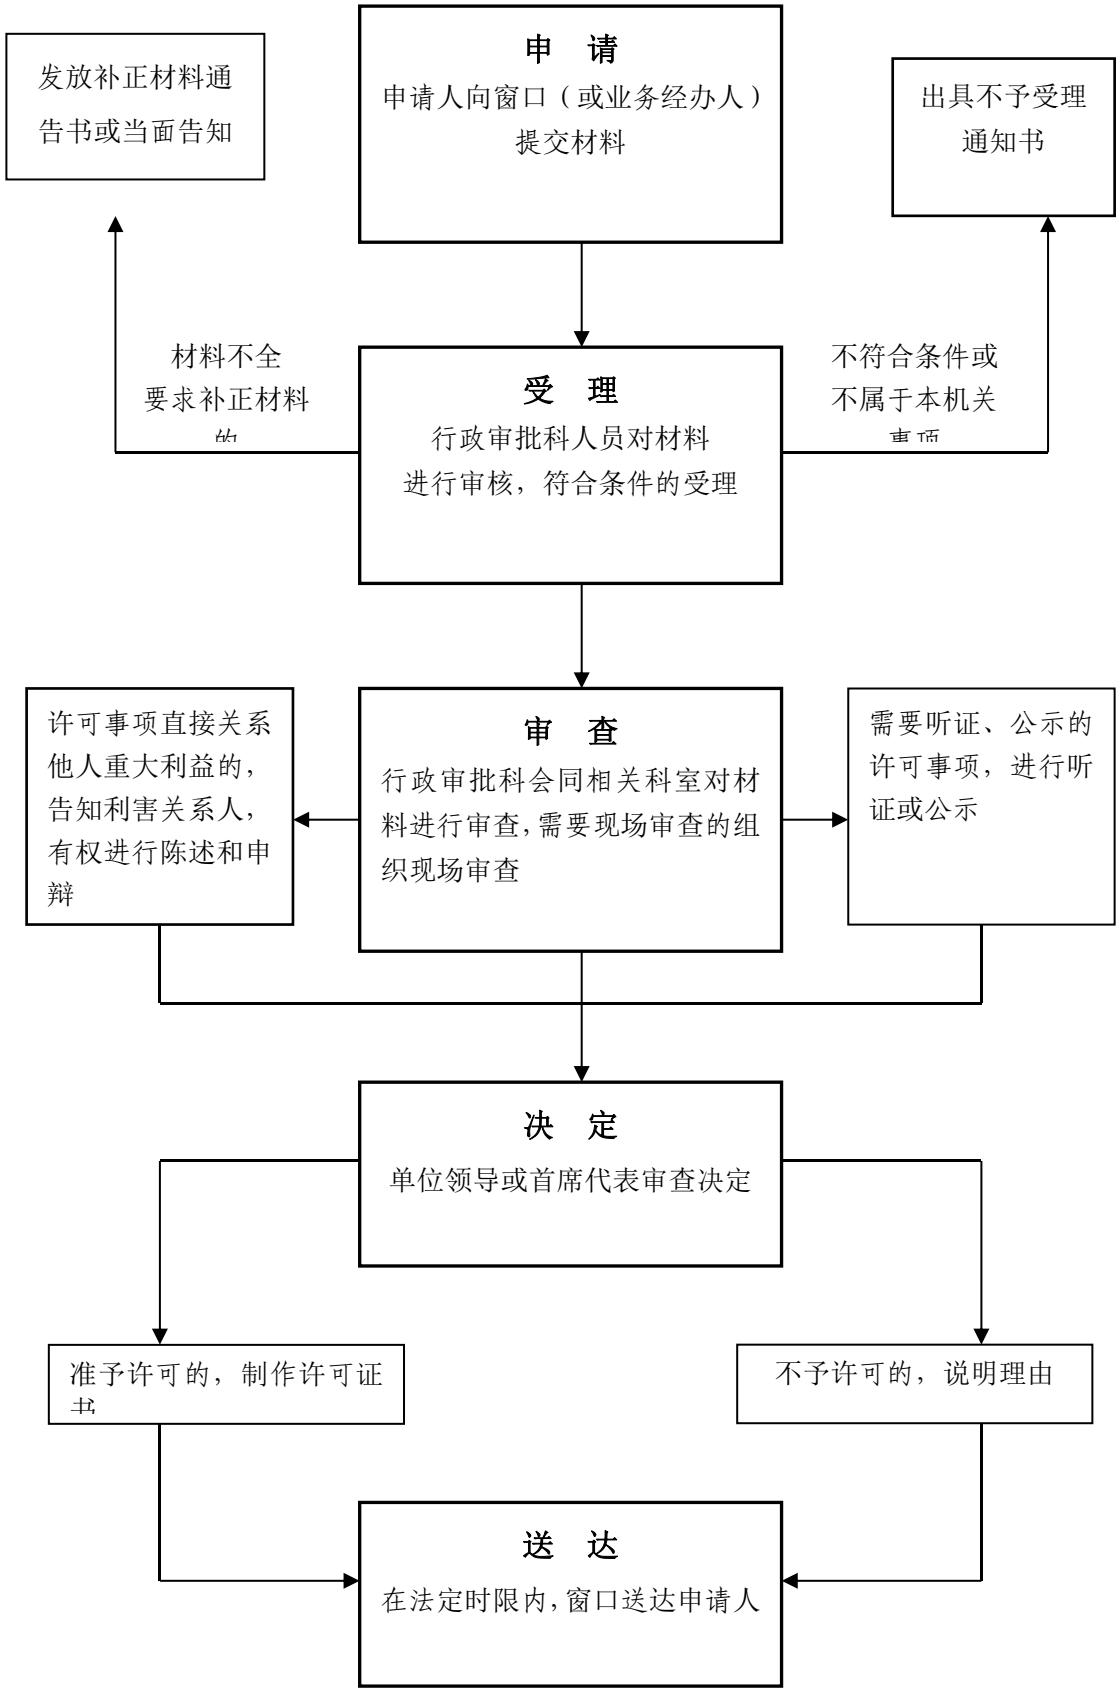 申 请
申请人向窗口（或业务经办人）
提交材料
发放补正材料通
告书或当面告知
出具不予受理
通知书
材料不全
要求补正材料
的
不符合条件或
不属于本机关
事项
受 理
行政审批科人员对材料
进行审核，符合条件的受理
许可事项直接关系
他人重大利益的，
告知利害关系人，
有权进行陈述和申
辩
审 查
行政审批科会同相关科室对材
料进行审查，需要现场审查的组
织现场审查
需要听证、公示的
许可事项，进行听
证或公示
决 定
单位领导或首席代表审查决定
准予许可的，制作许可证
书
不予许可的，说明理由
送 达
在法定时限内，窗口送达申请人